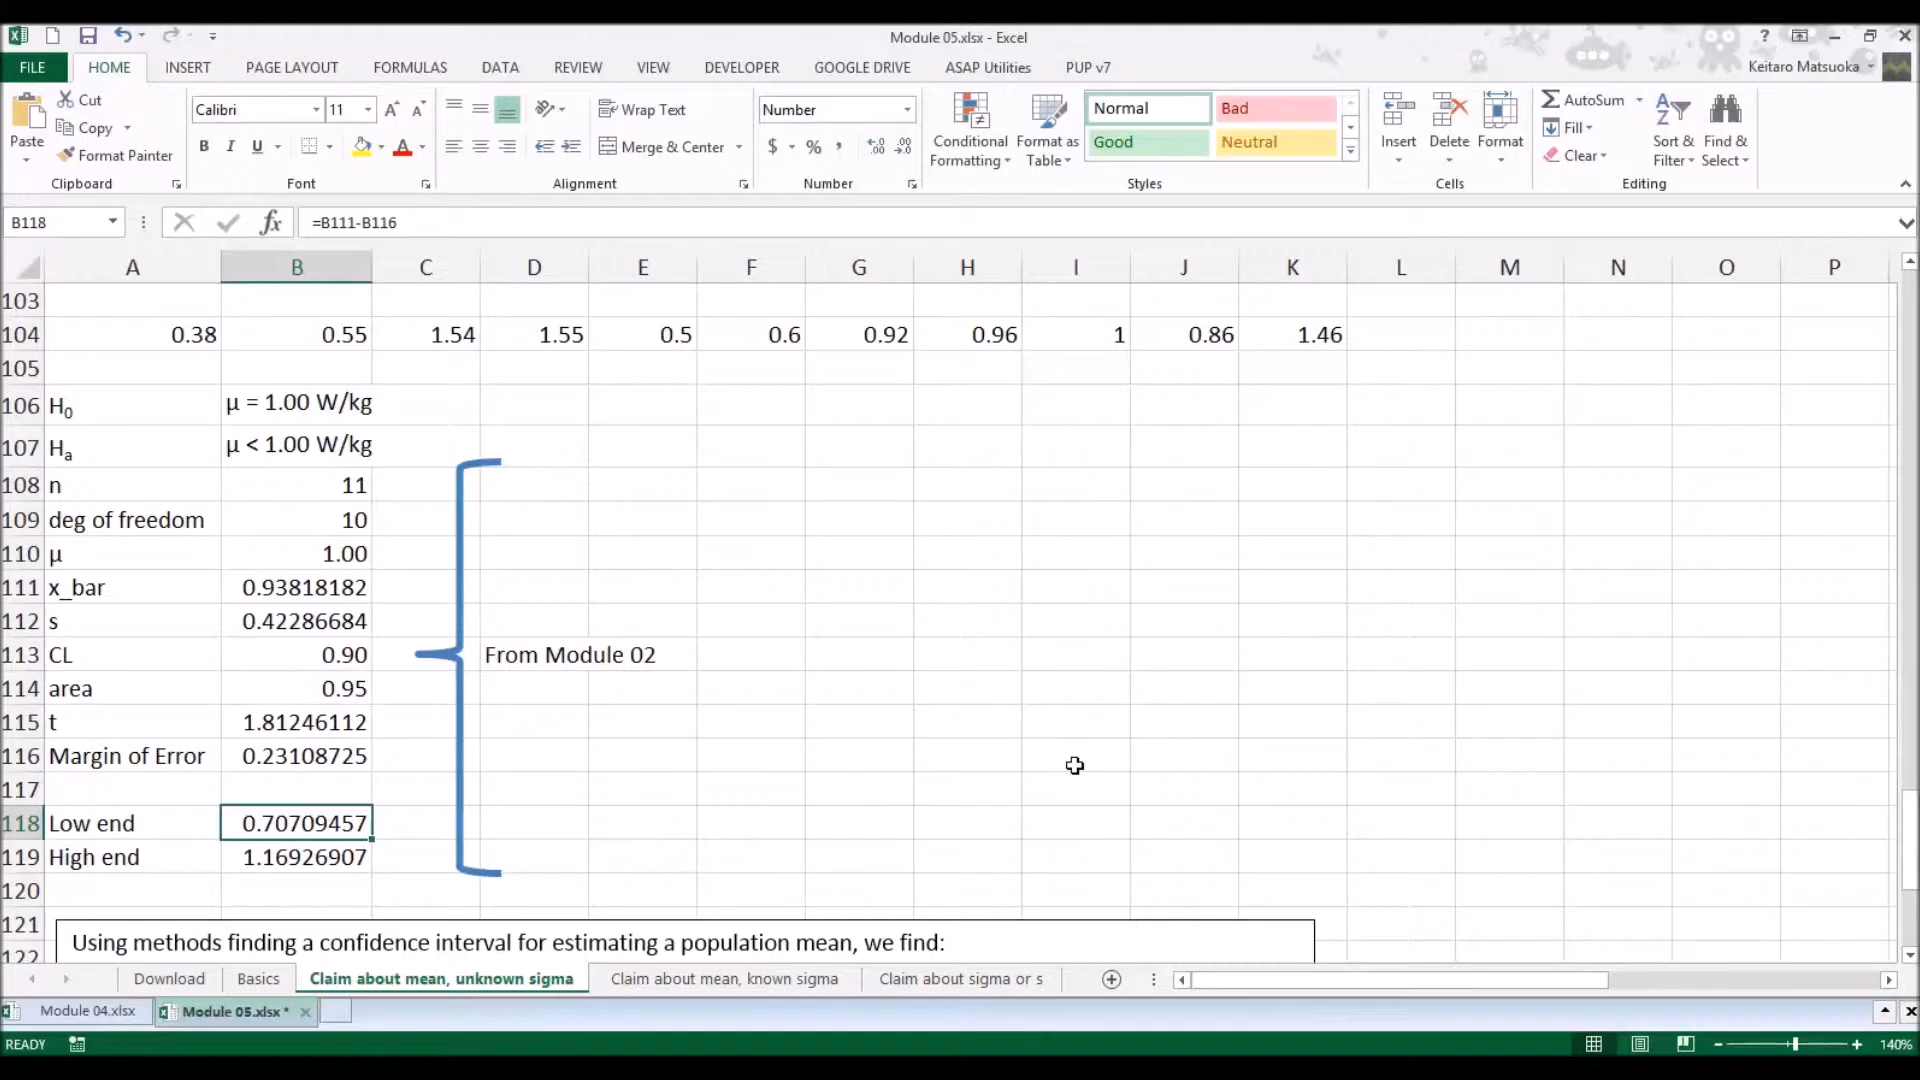 Module 05.xlsx - Excel
?
FILE HOME INSERT PAGE LAYOUT FORMULAS DATA REVIEW VIEW DEVELOPER GOOGLE DRIVE ASAP Utilities PUP v7 Keitaro Matsuoka
Paste
Cut
Copy
Format Painter
Clipboard
Calibri 11
B I U
Font
Wrap Text
Merge & Center
Alignment
Number
$ % ,
Number
Conditional Formatting
Format as Table
Normal Bad
Good Neutral
Styles
Insert Delete Format
Cells
AutoSum
Fill
Clear
Sort & Filter
Find & Select
Editing
B118 fx =B111-B116
A B C D E F G H I J K L M N O P
103
104 0.38 0.55 1.54 1.55 0.5 0.6 0.92 0.96 1 0.86 1.46
105
106 H0 μ = 1.00 W/kg
107 Ha μ < 1.00 W/kg
108 n 11
109 deg of freedom 10
110 μ 1.00
111 x_bar 0.93818182
112 s 0.42286684
113 CL 0.90 From Module 02
114 area 0.95
115 t 1.81246112
116 Margin of Error 0.23108725
117
118 Low end 0.70709457
119 High end 1.16926907
120
121
122 Using methods finding a confidence interval for estimating a population mean, we find:
Download Basics Claim about mean, unknown sigma Claim about mean, known sigma Claim about sigma or s
Module 04.xlsx Module 05.xlsx *
READY 140%